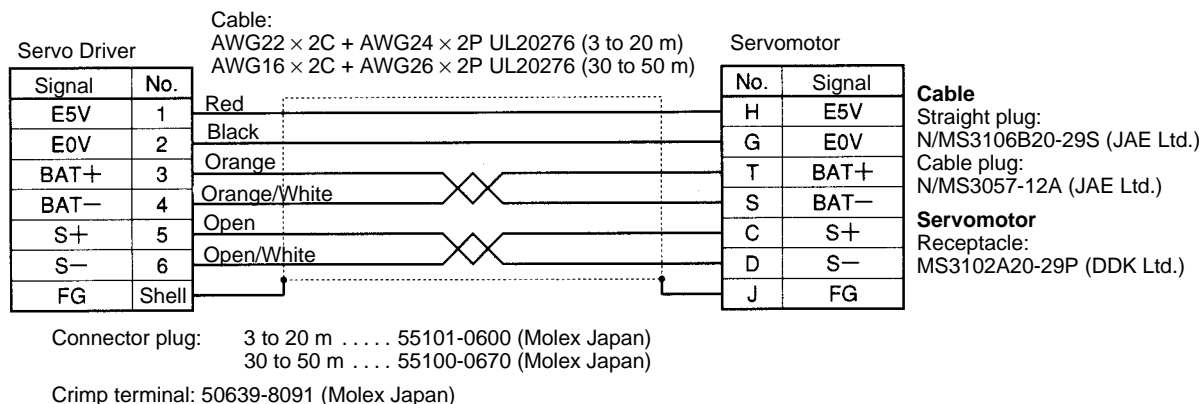 Cable:
AWG22 × 2C + AWG24 × 2P UL20276 (3 to 20 m)
AWG16 × 2C + AWG26 × 2P UL20276 (30 to 50 m)
Servo Driver
Servomotor
Signal No.
E5V 1
E0V 2
BAT+ 3
BAT− 4
S+ 5
S− 6
FG Shell
Red
Black
Orange
Orange/White
Open
Open/White
No. Signal
H E5V
G E0V
T BAT+
S BAT−
C S+
D S−
J FG
Cable
Straight plug:
N/MS3106B20-29S (JAE Ltd.)
Cable plug:
N/MS3057-12A (JAE Ltd.)
Servomotor
Receptacle:
MS3102A20-29P (DDK Ltd.)
Connector plug: 3 to 20 m ..... 55101-0600 (Molex Japan)
30 to 50 m .... 55100-0670 (Molex Japan)
Crimp terminal: 50639-8091 (Molex Japan)